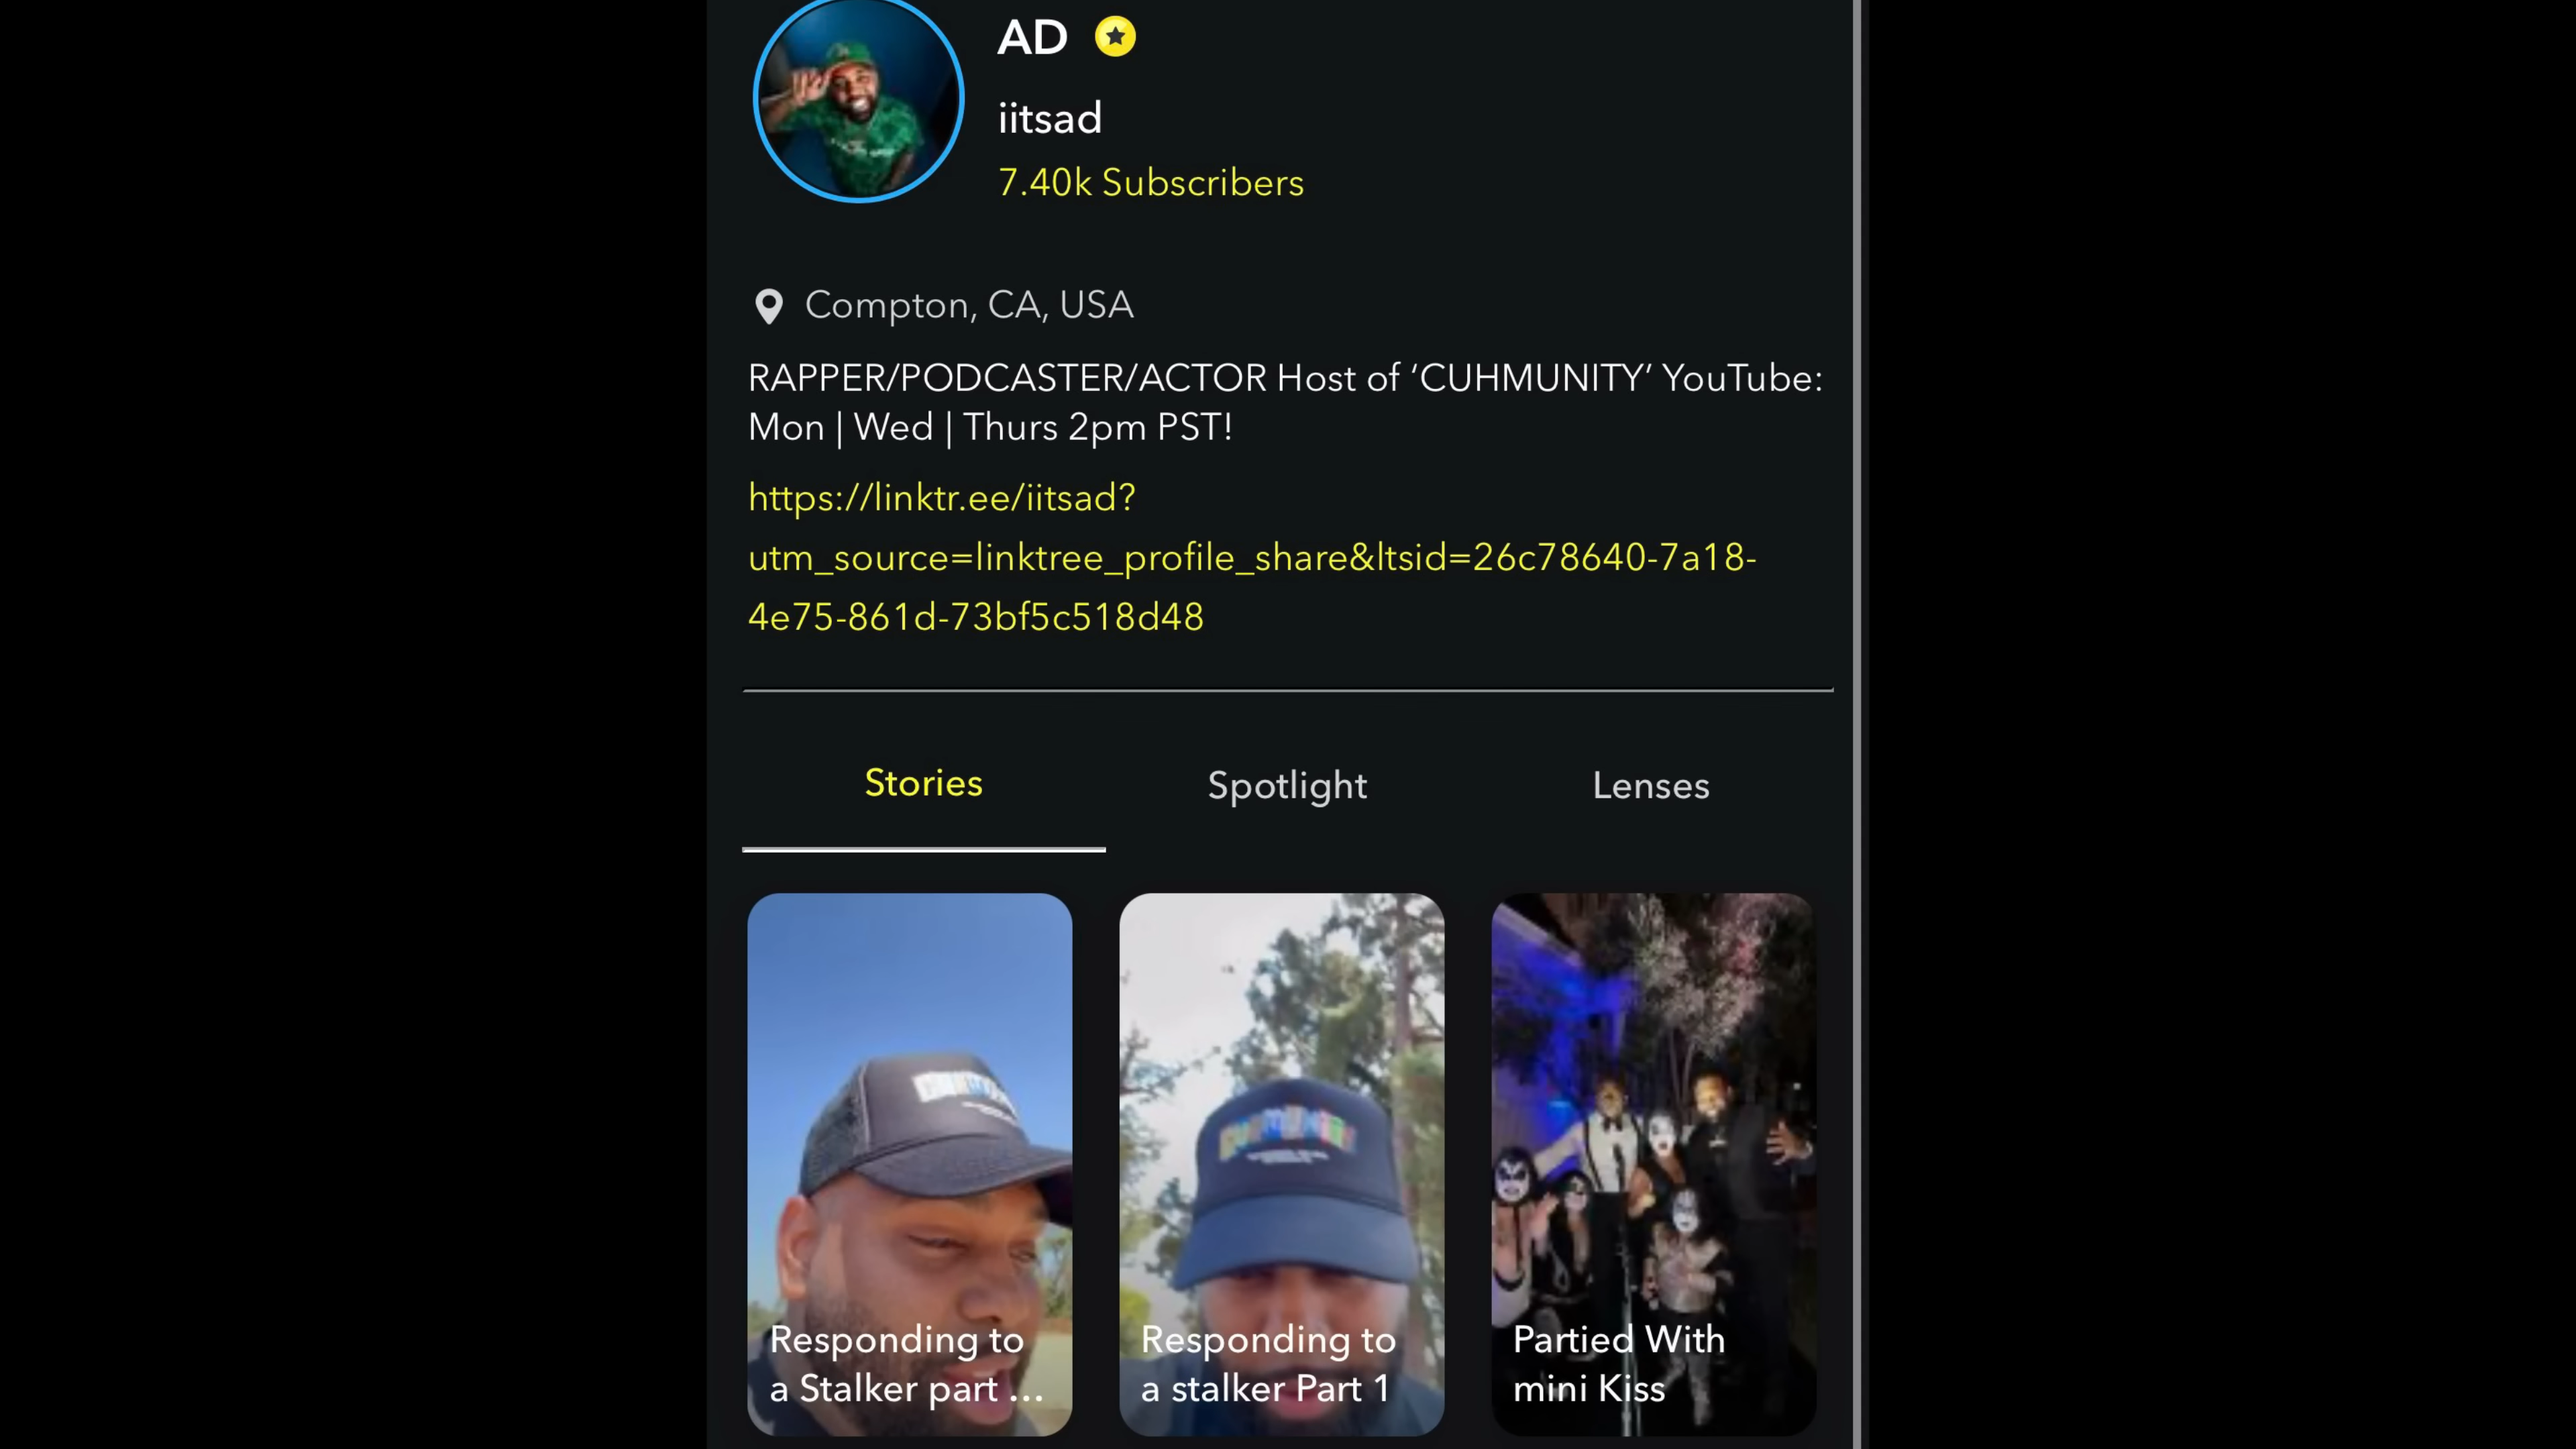 AD
iitsad
7.40k Subscribers
Compton, CA, USA
RAPPER/PODCASTER/ACTOR Host of ‘CUHMUNITY’ YouTube:
Mon | Wed | Thurs 2pm PST!
https://linktr.ee/iitsad?
utm_source=linktree_profile_share&ltsid=26c78640-7a18-
4e75-861d-73bf5c518d48
Stories
Spotlight
Lenses
Responding to
a Stalker part ...
Responding to
a stalker Part 1
Partied With
mini Kiss